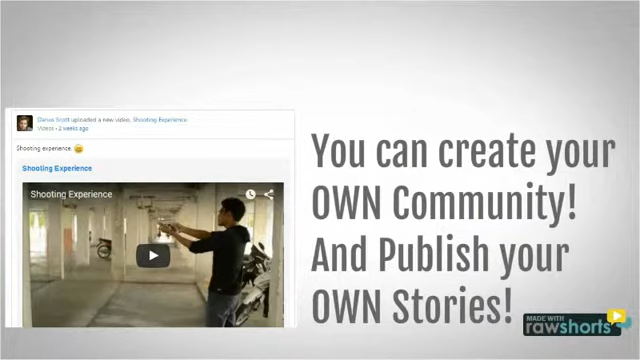 Darius Scott uploaded a new video, Shooting Experience
Videos - 2 weeks ago
Shooting experience
Shooting Experience
Shooting Experience
You can create your
OWN Community!
And Publish your
OWN Stories!
MADE WITH
rawshorts